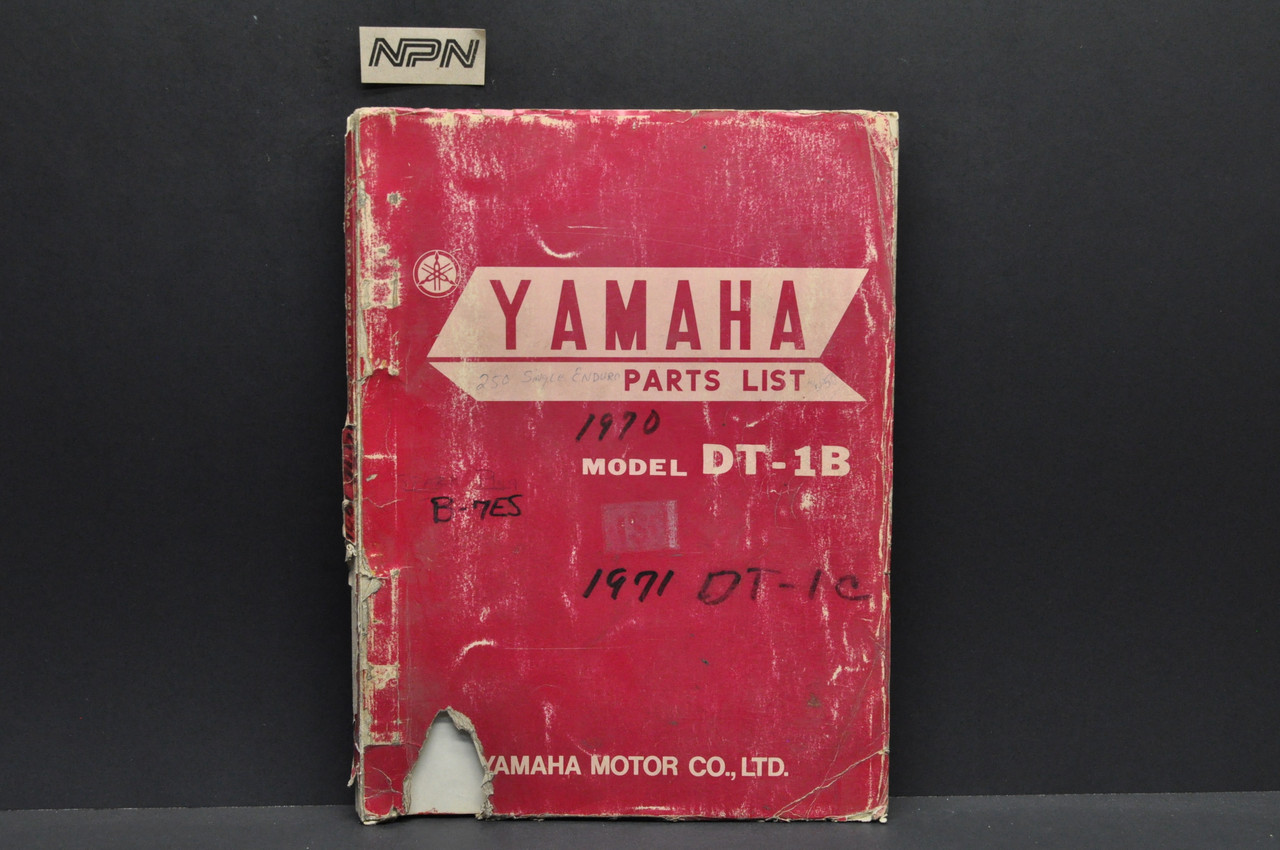 NPN
YAMAHA
250 Single Enduro PARTS LIST
1970
MODEL DT-1B
B-7ES
1971 DT-1C
YAMAHA MOTOR CO., LTD.